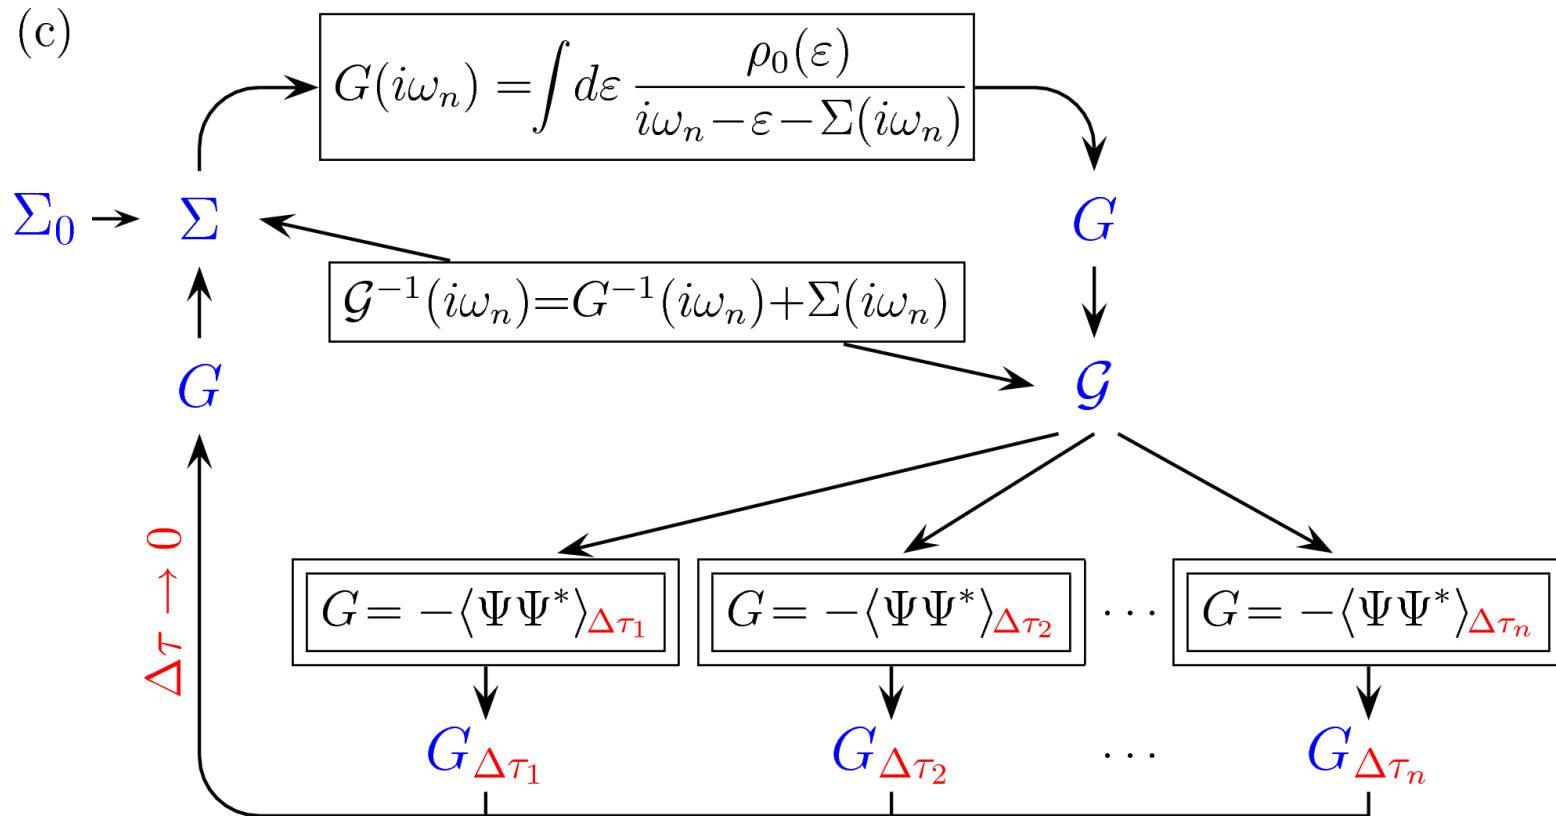 (c)
G(iω_n) = ∫ dε ρ_0(ε) / (iω_n − ε − Σ(iω_n))
Σ_0
Σ
G
𝒢^{−1}(iω_n)=G^{−1}(iω_n)+Σ(iω_n)
G
𝒢
Δτ → 0
G = −⟨ΨΨ*⟩_{Δτ_1}
G = −⟨ΨΨ*⟩_{Δτ_2}
···
G = −⟨ΨΨ*⟩_{Δτ_n}
G_{Δτ_1}
G_{Δτ_2}
···
G_{Δτ_n}